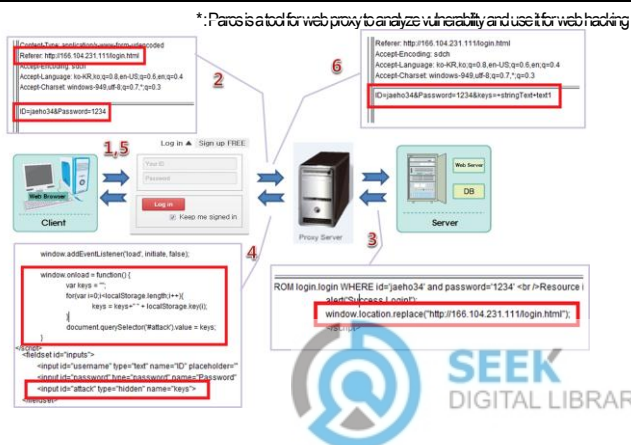 * : Paros is a tool for web proxy to analyze vulnerability and use it for web hacking
Content-Type: application/x-www-form-urlencoded
Referer: http://166.104.231.111/login.html
Accept-Encoding: sdch
Accept-Language: ko-KR,ko;q=0.8,en-US;q=0.6,en;q=0.4
Accept-Charset: windows-949,utf-8;q=0.7,*;q=0.3
ID=jaeho34&Password=1234
2
6
Referer: http://166.104.231.111/login.html
Accept-Encoding: sdch
Accept-Language: ko-KR,ko;q=0.8,en-US;q=0.6,en;q=0.4
Accept-Charset: windows-949,utf-8;q=0.7,*;q=0.3
ID=jaeho34&Password=1234&keys=+stringText+text1
1,5
Log in ▲ Sign up FREE
Your ID
Password
Log in
Keep me signed in
Web Browser
Client
Proxy Server
Web Server
DB
Server
4
3
window.addEventListener('load', initiate, false);
window.onload = function() {
var keys = "";
for(var i=0;i<localStorage.length;i++){
keys = keys+" " + localStorage.key(i);
}
document.querySelector('#attack').value = keys;
}
</script>
<fieldset id="inputs">
<input id="username" type="text" name="ID" placeholder="
<input id="password" type="password" name="Password"
<input id="attack" type="hidden" name="keys">
</fieldset>
ROM login.login WHERE id='jaeho34' and password='1234' <br />Resource i
alert("Success Login!");
window.location.replace("http://166.104.231.111/login.html");
</script>
SEEK
DIGITAL LIBRAR